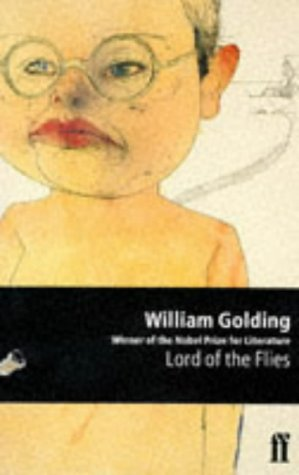 William Golding
Winner of the Nobel Prize for Literature
Lord of the Flies
ff